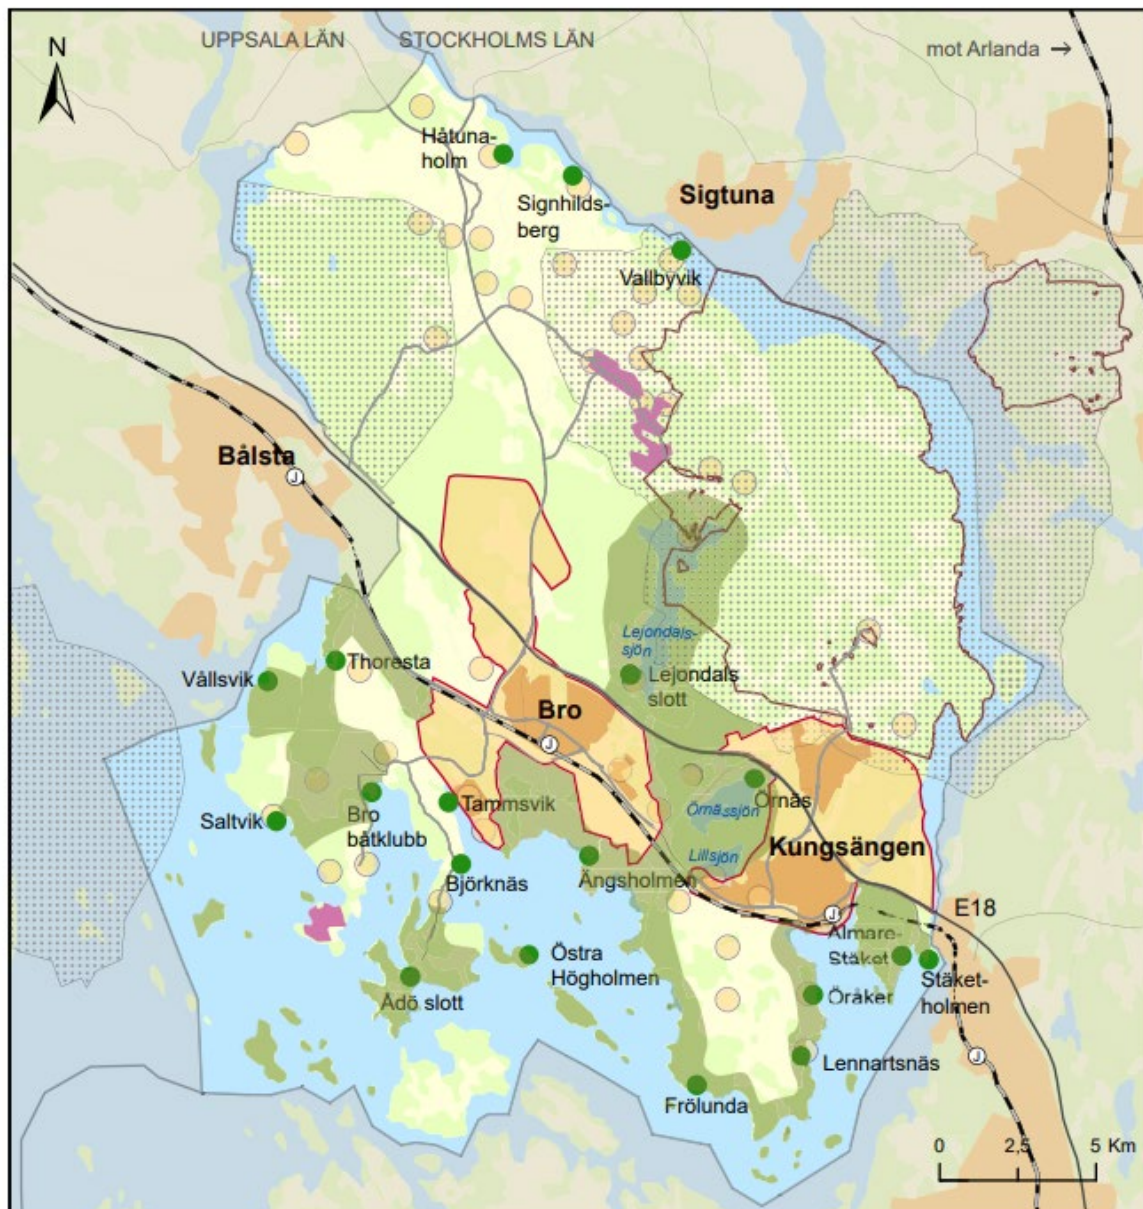 UPPSALA LÄN
STOCKHOLMS LÄN
mot Arlanda →
N
Håtuna-
holm
Sigtuna
Signhilds-
berg
Vallbyvik
Bålsta
J
Lejondals-
sjön
Thoresta
Vållsvik
Lejondals
slott
Bro
J
Tammsvik
Örnäs
Örnässjön
Bro
båtklubb
Saltvik
Kungsängen
Lillsjön
Ängsholmen
Björknäs
E18
J
Almare-
Stäket
Östra
Högholmen
Stäket-
holmen
Ådö slott
Öråker
J
Lennartsnäs
Frölunda
0 2,5 5 Km